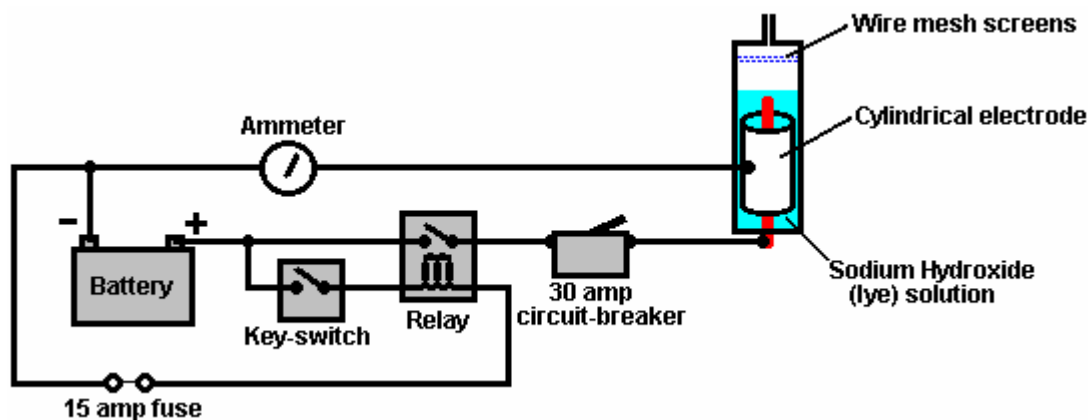 Wire mesh screens
Ammeter
Cylindrical electrode
- +
Battery
Key-switch
Relay
30 amp
circuit-breaker
Sodium Hydroxide
(lye) solution
15 amp fuse